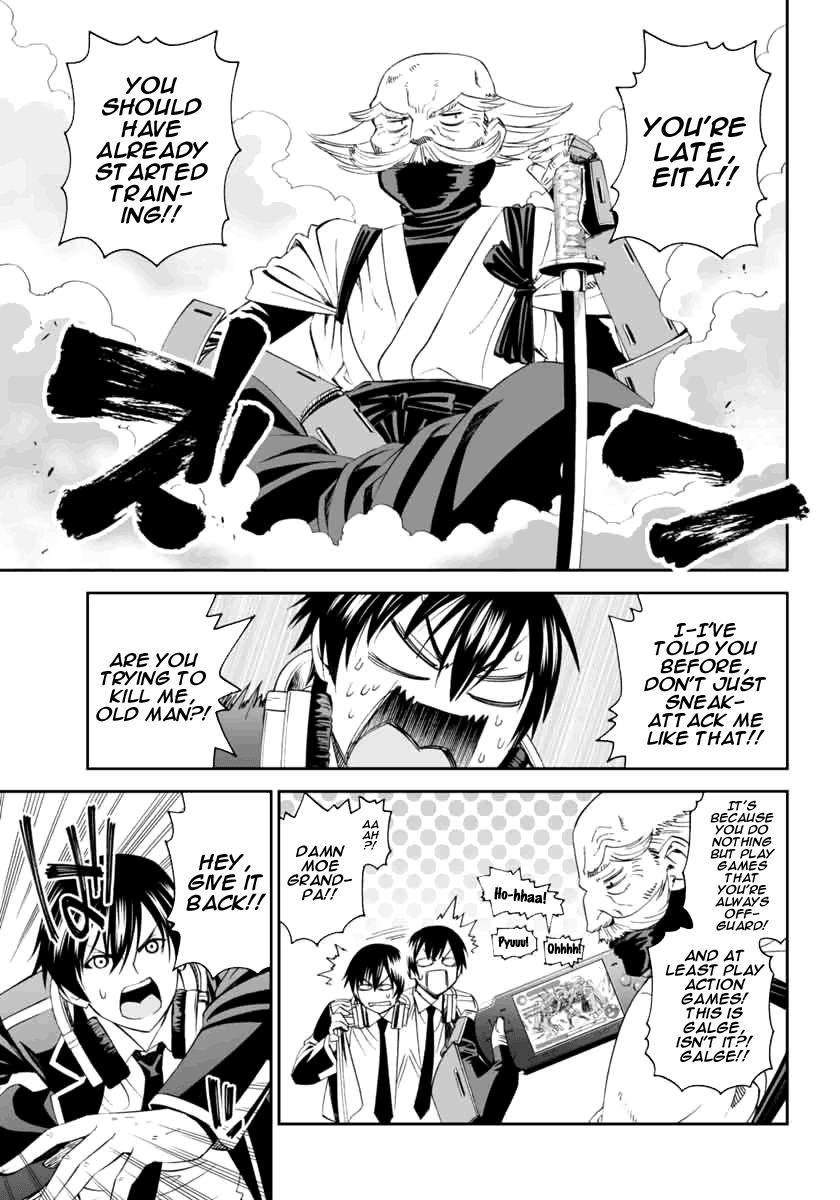 YOU'RE
LATE,
EITA!!
YOU
SHOULD
HAVE
ALREADY
STARTED
TRAIN-
ING!!
I-I'VE
TOLD YOU
BEFORE,
DON'T JUST
SNEAK-
ATTACK ME
LIKE THAT!!
ARE YOU
TRYING TO
KILL ME,
OLD MAN?!
IT'S
BECAUSE
YOU DO
NOTHING
BUT PLAY
GAMES
THAT
YOU'RE
ALWAYS
OFF-
GUARD!
AND AT
LEAST PLAY
ACTION
GAMES!
THIS IS
GALGE,
ISN'T IT?!
GALGE!!
Ho-hhaa!
Pyuuu!
Ohhhh!
AA
AH
?!
DAMN
MOE
GRAND-
PA!!
HEY,
GIVE IT
BACK!!